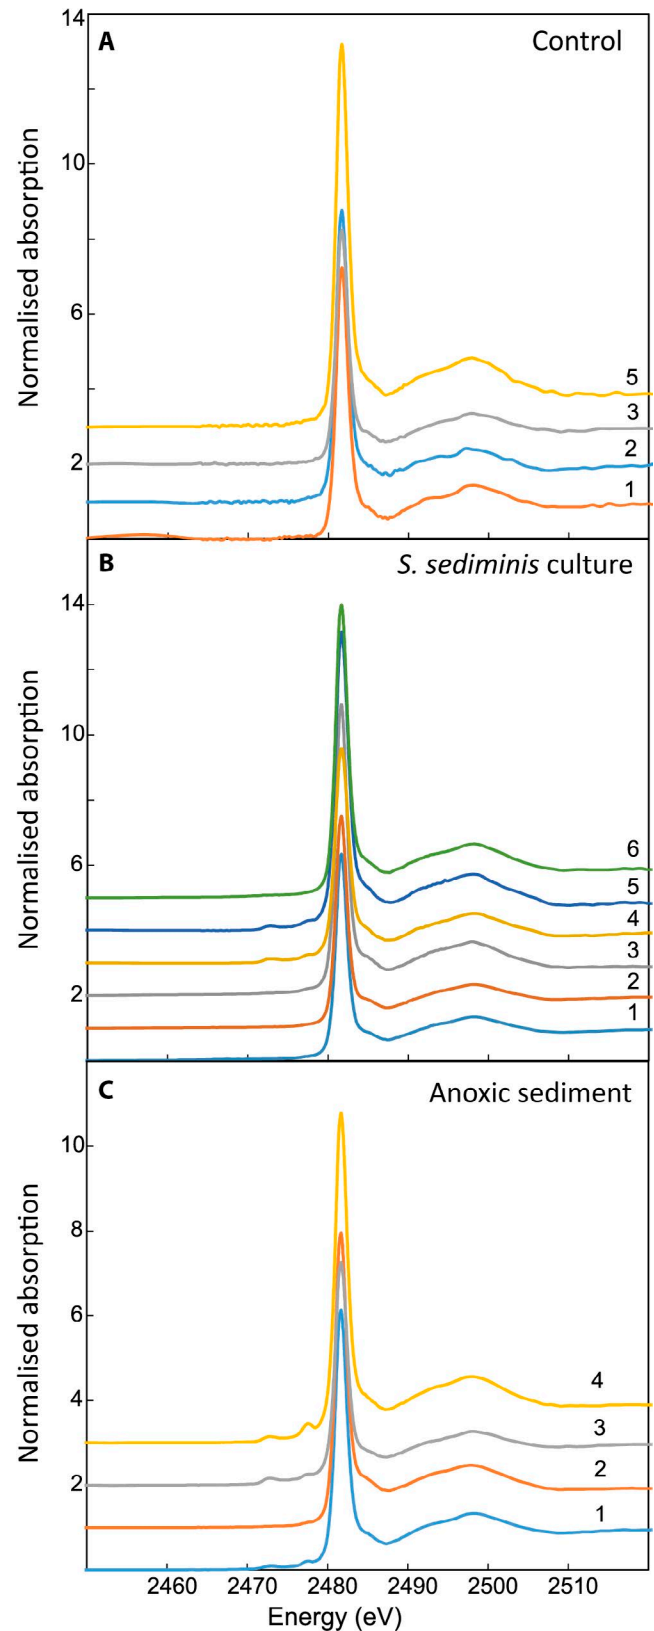 A
Control
14
10
6
2
Normalised absorption
5
3
2
1
B
S. sediminis culture
14
10
6
2
Normalised absorption
6
5
4
3
2
1
C
Anoxic sediment
10
8
6
4
2
Normalised absorption
4
3
2
1
2460 2470 2480 2490 2500 2510
Energy (eV)